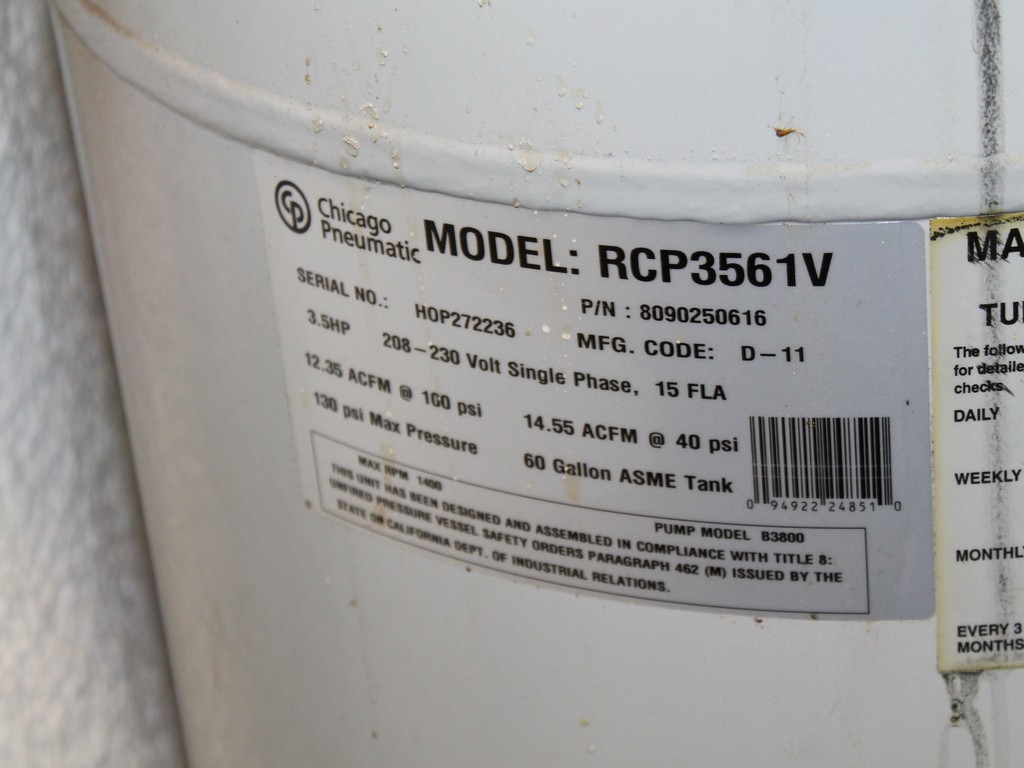 CP Chicago Pneumatic MODEL: RCP3561V
SERIAL NO.: HOP272236 P/N : 8090250616
MFG. CODE: D-11
3.5HP 208-230 Volt Single Phase, 15 FLA
12.35 ACFM @ 100 psi 14.55 ACFM @ 40 psi
130 psi Max Pressure 60 Gallon ASME Tank
0 94922 24851 0
MAX RPM 1400 PUMP MODEL B3800
THIS UNIT HAS BEEN DESIGNED AND ASSEMBLED IN COMPLIANCE WITH TITLE 8:
UNFIRED PRESSURE VESSEL SAFETY ORDERS PARAGRAPH 462 (M) ISSUED BY THE
STATE OF CALIFORNIA DEPT. OF INDUSTRIAL RELATIONS.
MA
TU
The follow
for detaile
checks
DAILY
WEEKLY
MONTHL
EVERY 3
MONTHS